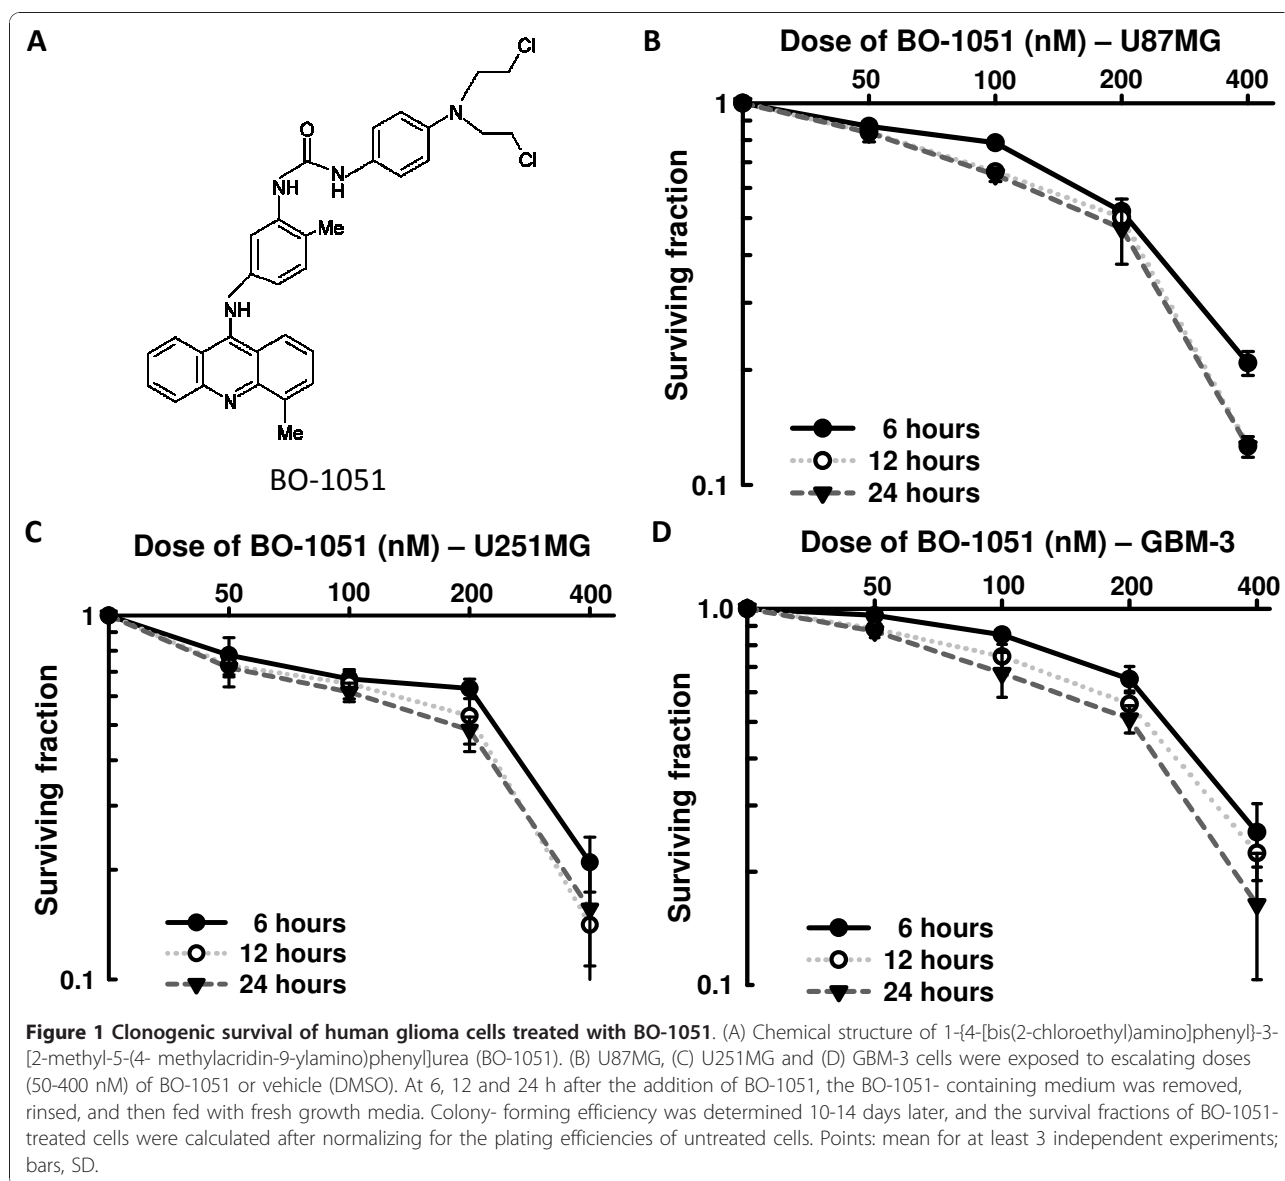 A
Cl
N
Cl
O
NH
N
H
Me
NH
N
Me
BO-1051
B
Dose of BO-1051 (nM) – U87MG
50 100 200 400
1
Surviving fraction
0.1
6 hours
12 hours
24 hours
C
Dose of BO-1051 (nM) – U251MG
50 100 200 400
1
Surviving fraction
0.1
6 hours
12 hours
24 hours
D
Dose of BO-1051 (nM) – GBM-3
50 100 200 400
1.0
Surviving fraction
0.1
6 hours
12 hours
24 hours
Figure 1 Clonogenic survival of human glioma cells treated with BO-1051. (A) Chemical structure of 1-{4-[bis(2-chloroethyl)amino]phenyl}-3-
[2-methyl-5-(4- methylacridin-9-ylamino)phenyl]urea (BO-1051). (B) U87MG, (C) U251MG and (D) GBM-3 cells were exposed to escalating doses
(50-400 nM) of BO-1051 or vehicle (DMSO). At 6, 12 and 24 h after the addition of BO-1051, the BO-1051- containing medium was removed,
rinsed, and then fed with fresh growth media. Colony- forming efficiency was determined 10-14 days later, and the survival fractions of BO-1051-
treated cells were calculated after normalizing for the plating efficiencies of untreated cells. Points: mean for at least 3 independent experiments;
bars, SD.